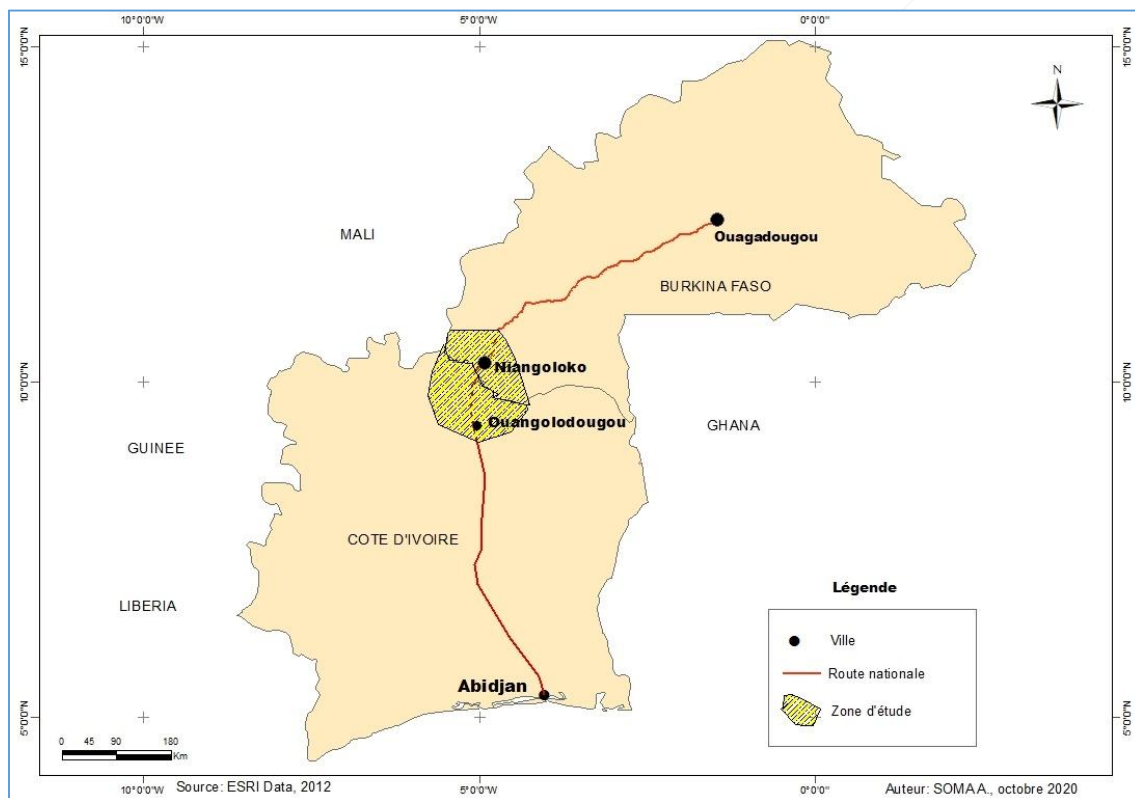 10°0'0"W
5°0'0"W
0°0'0"
15°0'0"N
15°0'0"N
N
MALI
Ouagadougou
BURKINA FASO
Niangoloko
10°0'0"N
10°0'0"N
Ouangolodougou
GHANA
GUINEE
COTE D'IVOIRE
LIBERIA
Légende
Ville
Route nationale
Zone d'étude
Abidjan
5°0'0"N
5°0'0"N
0 45 90 180
Km
Source: ESRI Data, 2012
Auteur: SOMA A., octobre 2020
10°0'0"W
5°0'0"W
0°0'0"